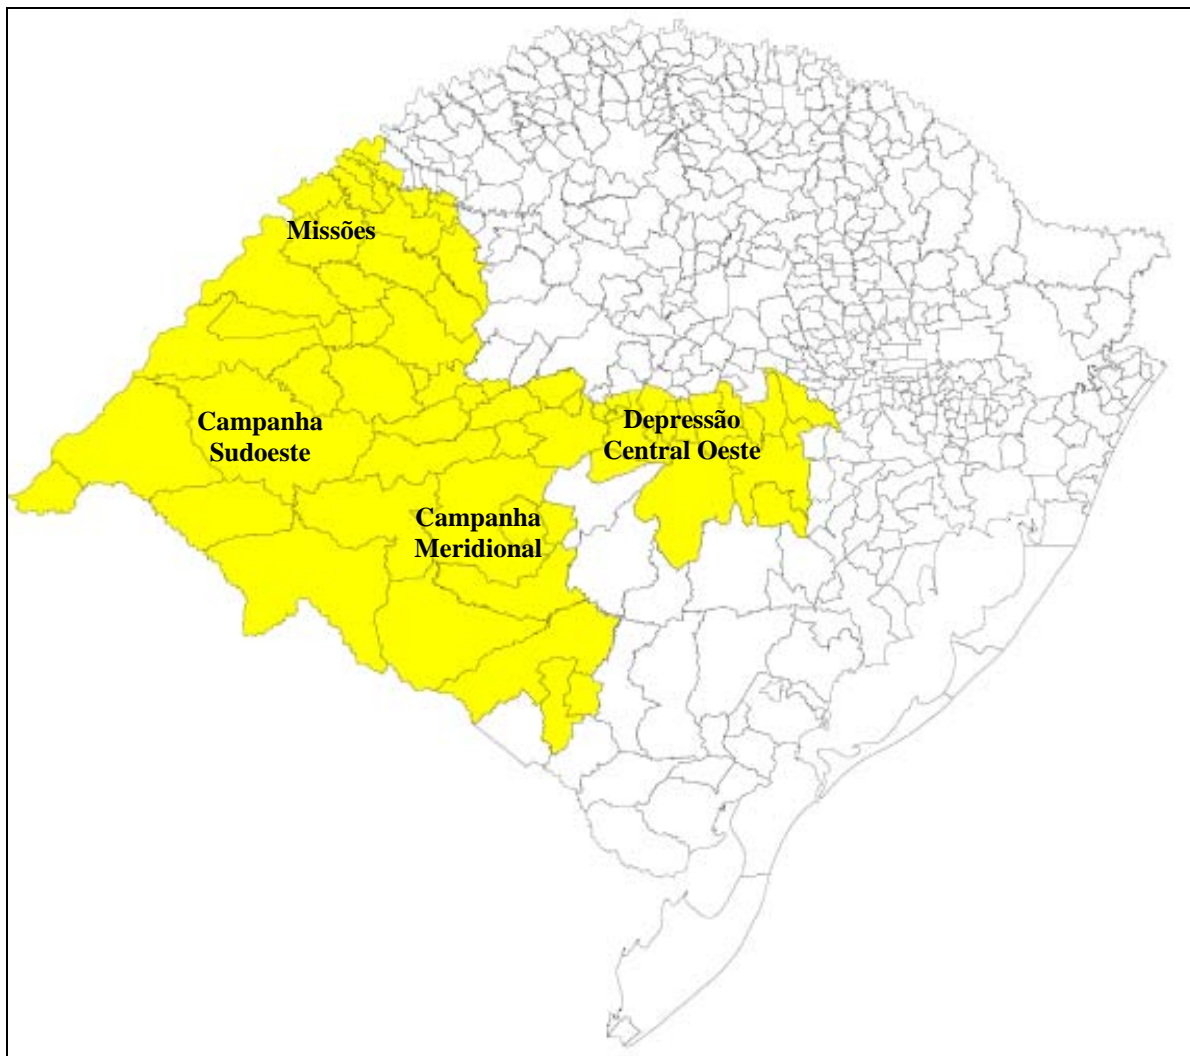 Missões
Campanha
Sudoeste
Depressão
Central Oeste
Campanha
Meridional